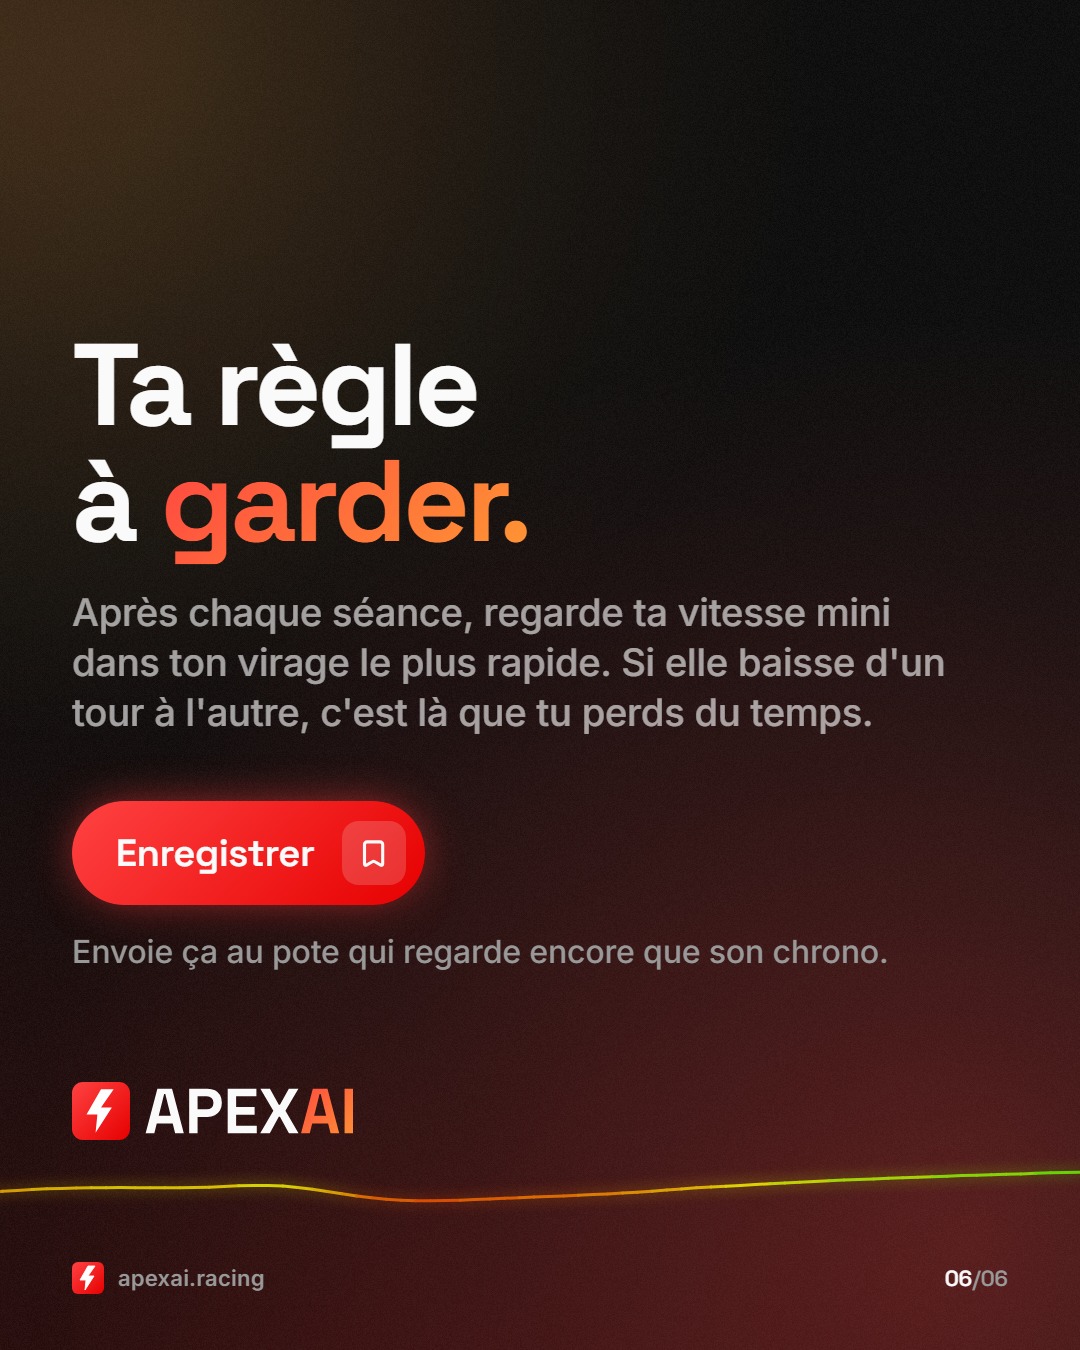 Ta règle
à garder.
Après chaque séance, regarde ta vitesse mini
dans ton virage le plus rapide. Si elle baisse d'un
tour à l'autre, c'est là que tu perds du temps.
Enregistrer
Envoie ça au pote qui regarde encore que son chrono.
APEXAI
apexai.racing
06/06